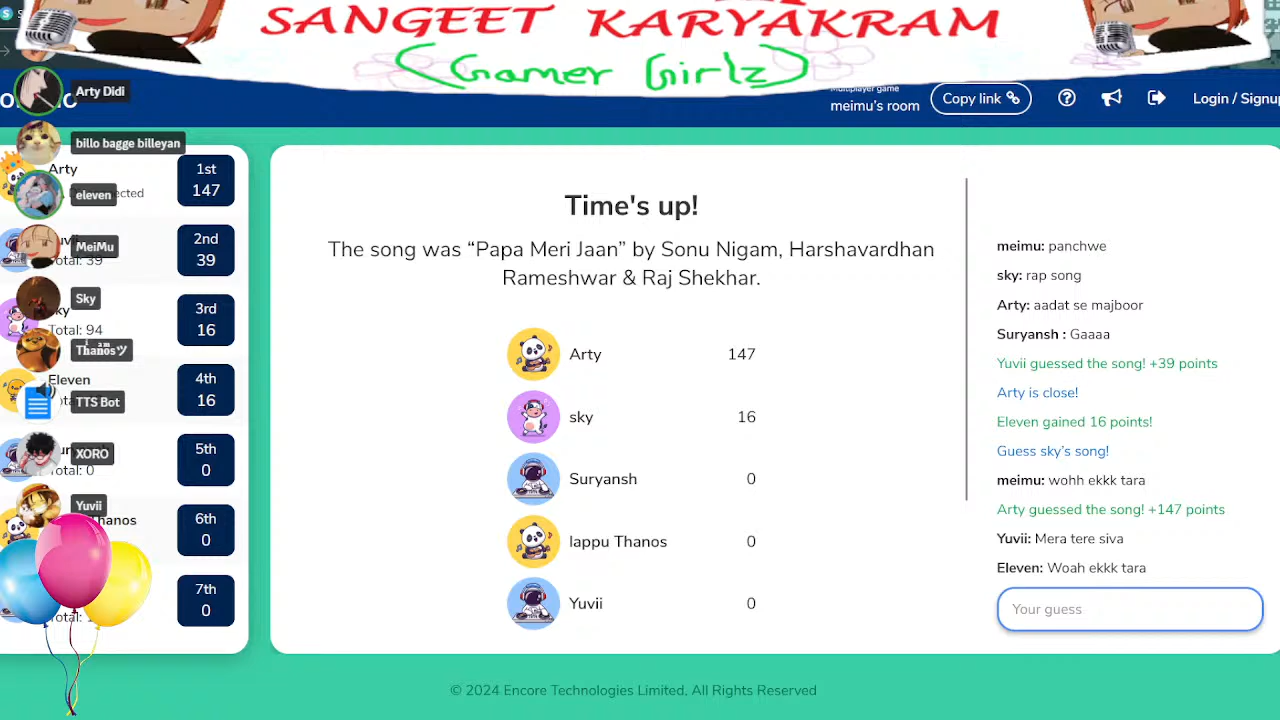 SANGEET KARYAKRAM
(Gamer Girlz)
Multiplayer game
meimu's room
Copy link
Login / Signup
Arty Didi
billo bagge billeyan
eleven
MeiMu
Sky
Thanosツ
i am
TTS Bot
XORO
Yuvii
Arty
1st
147
2nd
Total: 39
39
3rd
Total: 94
16
4th
Eleven
16
5th
Total: 0
0
6th
Thanos
0
7th
0
Time's up!
The song was “Papa Meri Jaan” by Sonu Nigam, Harshavardhan
Rameshwar & Raj Shekhar.
Arty 147
sky 16
Suryansh 0
lappu Thanos 0
Yuvii 0
meimu: panchwe
sky: rap song
Arty: aadat se majboor
Suryansh : Gaaaa
Yuvii guessed the song! +39 points
Arty is close!
Eleven gained 16 points!
Guess sky’s song!
meimu: wohh ekkk tara
Arty guessed the song! +147 points
Yuvii: Mera tere siva
Eleven: Woah ekkk tara
Your guess
© 2024 Encore Technologies Limited, All Rights Reserved